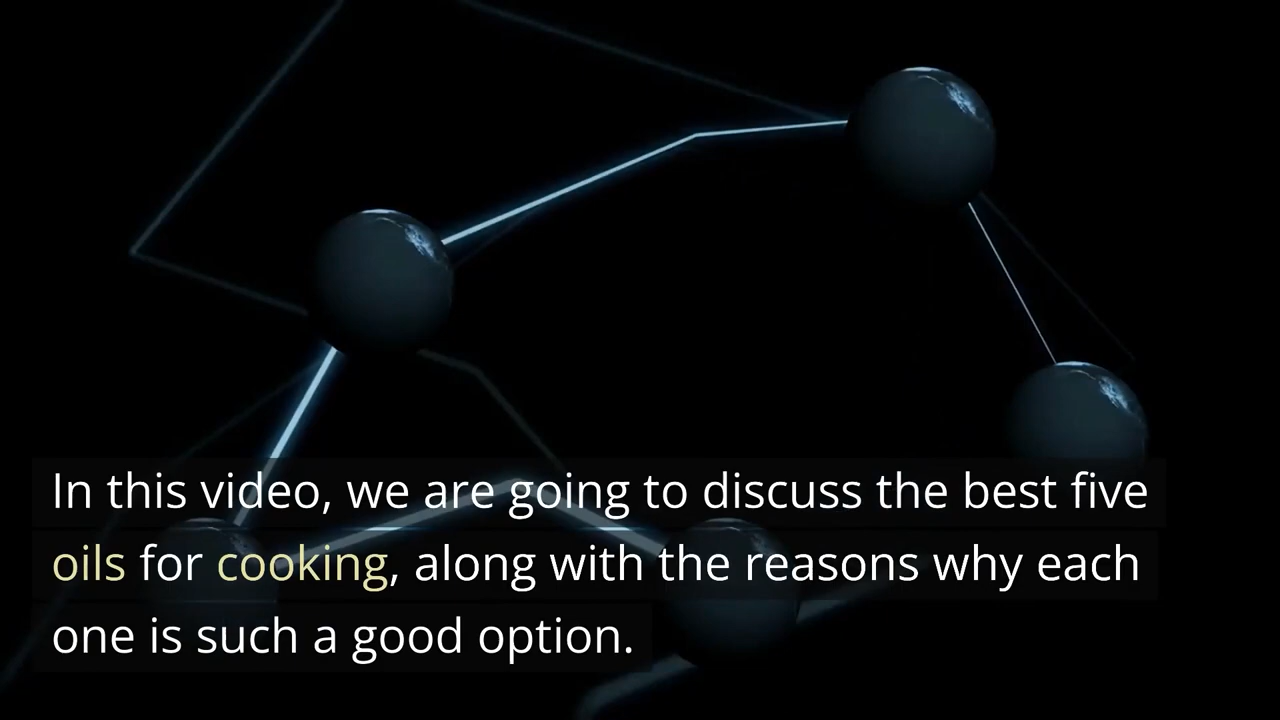 In this video, we are going to discuss the best five
oils for cooking, along with the reasons why each
one is such a good option.